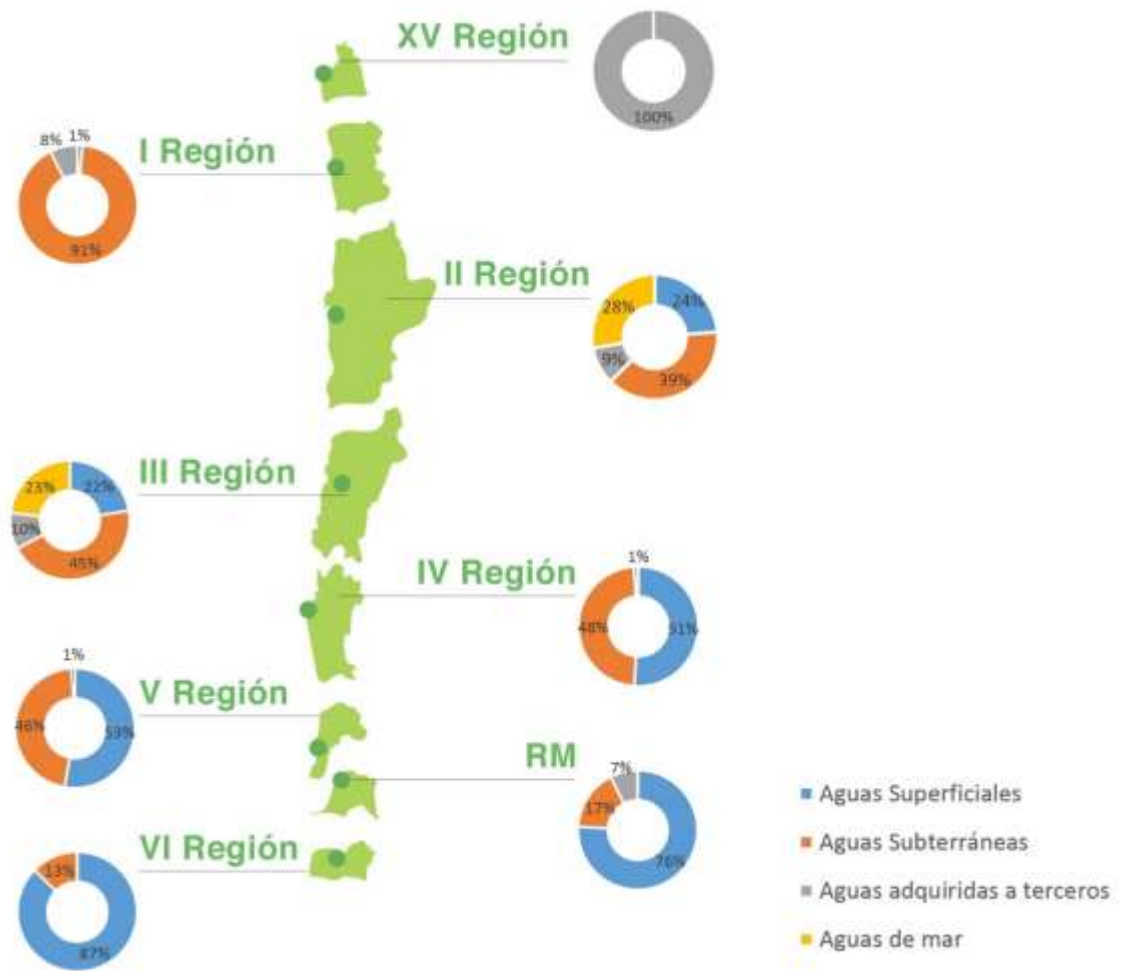 XV Región
100%
8%
1%
I Región
91%
II Región
28%
24%
9%
39%
III Región
23%
22%
10%
45%
IV Región
1%
48%
51%
1%
V Región
46%
53%
RM
7%
17%
76%
VI Región
13%
87%
Aguas Superficiales
Aguas Subterráneas
Aguas adquiridas a terceros
Aguas de mar